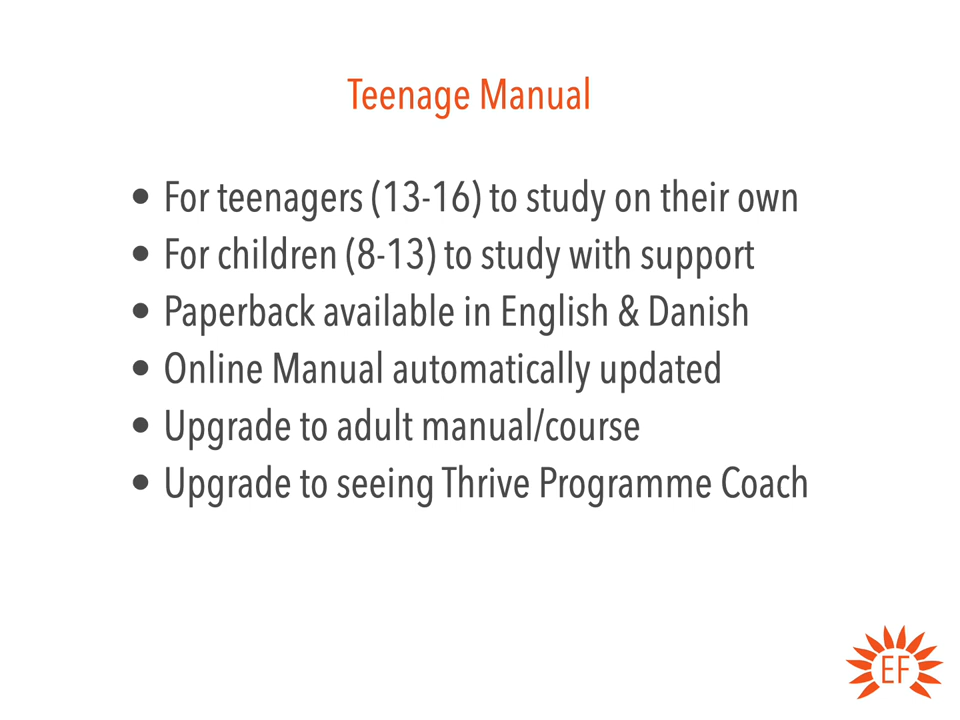 Teenage Manual
• For teenagers (13-16) to study on their own
• For children (8-13) to study with support
• Paperback available in English & Danish
• Online Manual automatically updated
• Upgrade to adult manual/course
• Upgrade to seeing Thrive Programme Coach
EF